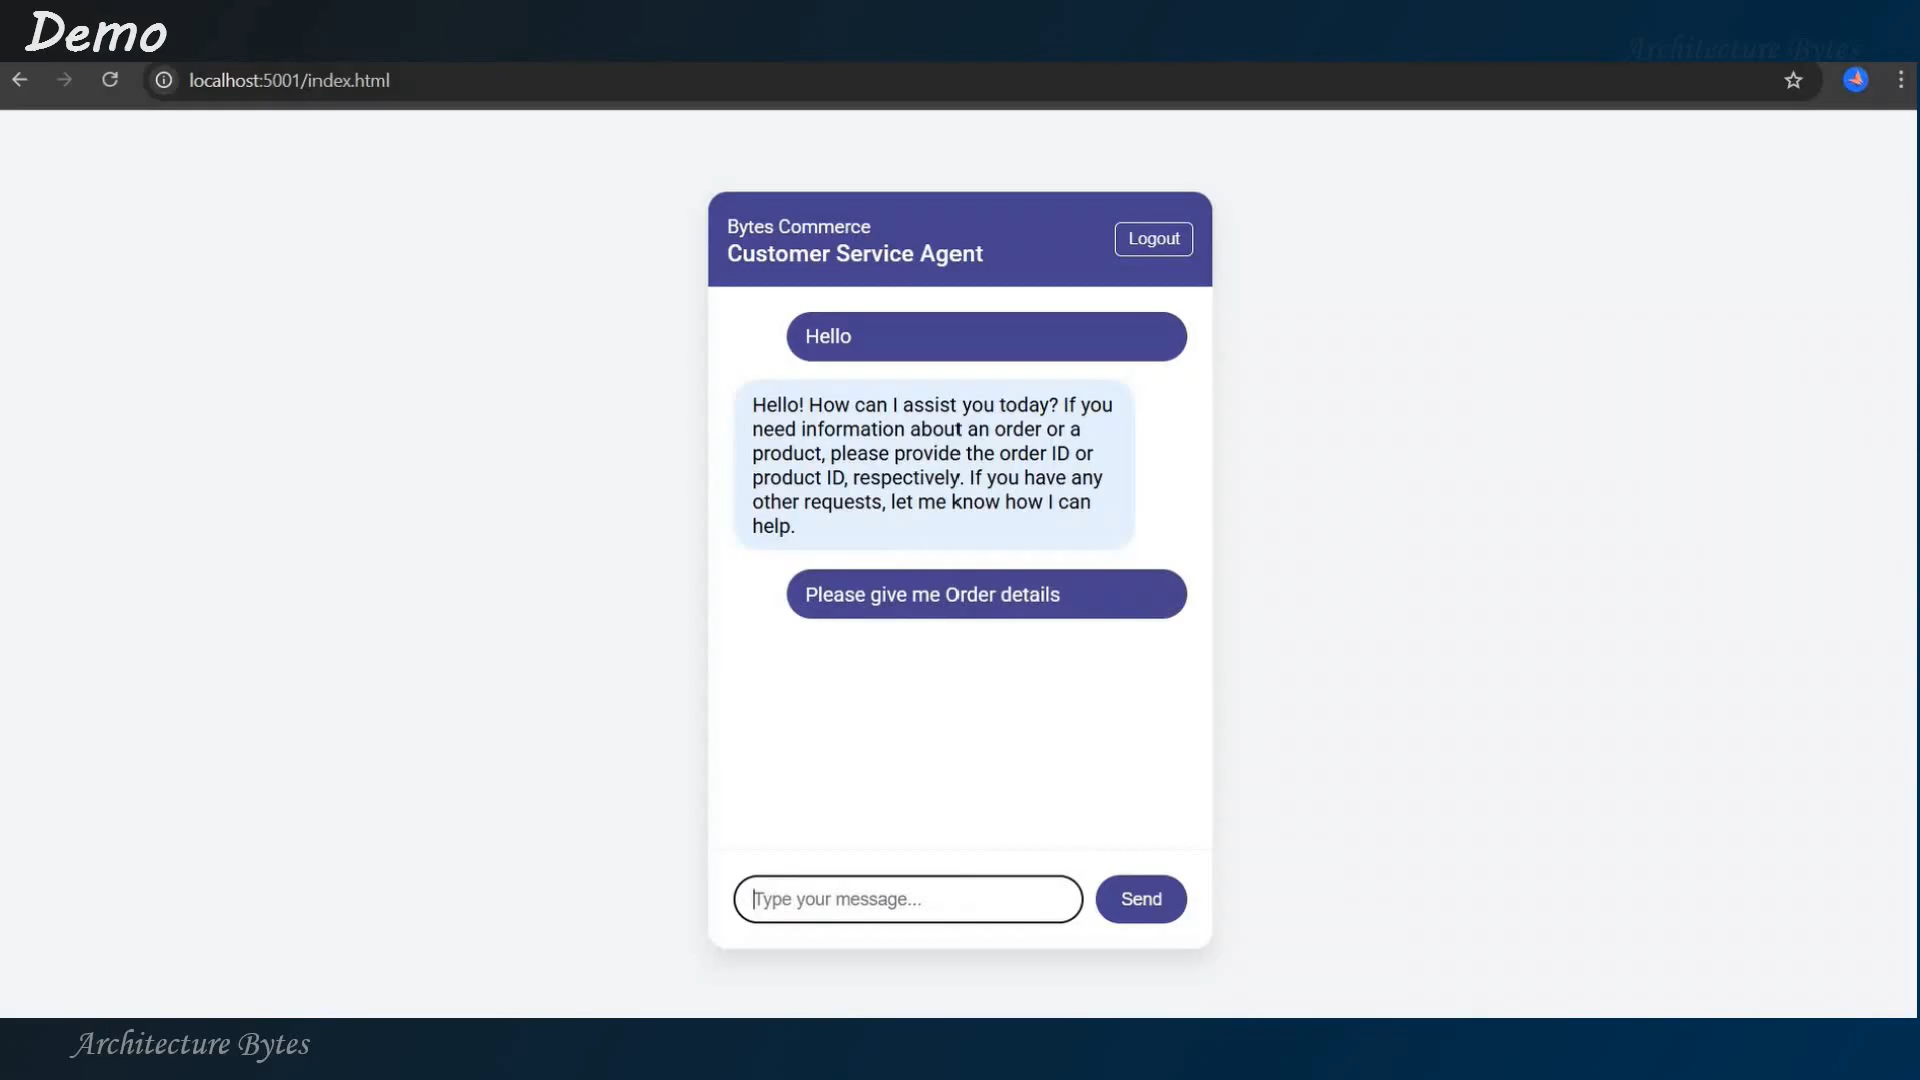 Demo
Architecture Bytes
localhost:5001/index.html
Bytes Commerce
Customer Service Agent
Logout
Hello
Hello! How can I assist you today? If you
need information about an order or a
product, please provide the order ID or
product ID, respectively. If you have any
other requests, let me know how I can
help.
Please give me Order details
Type your message...
Send
Architecture Bytes